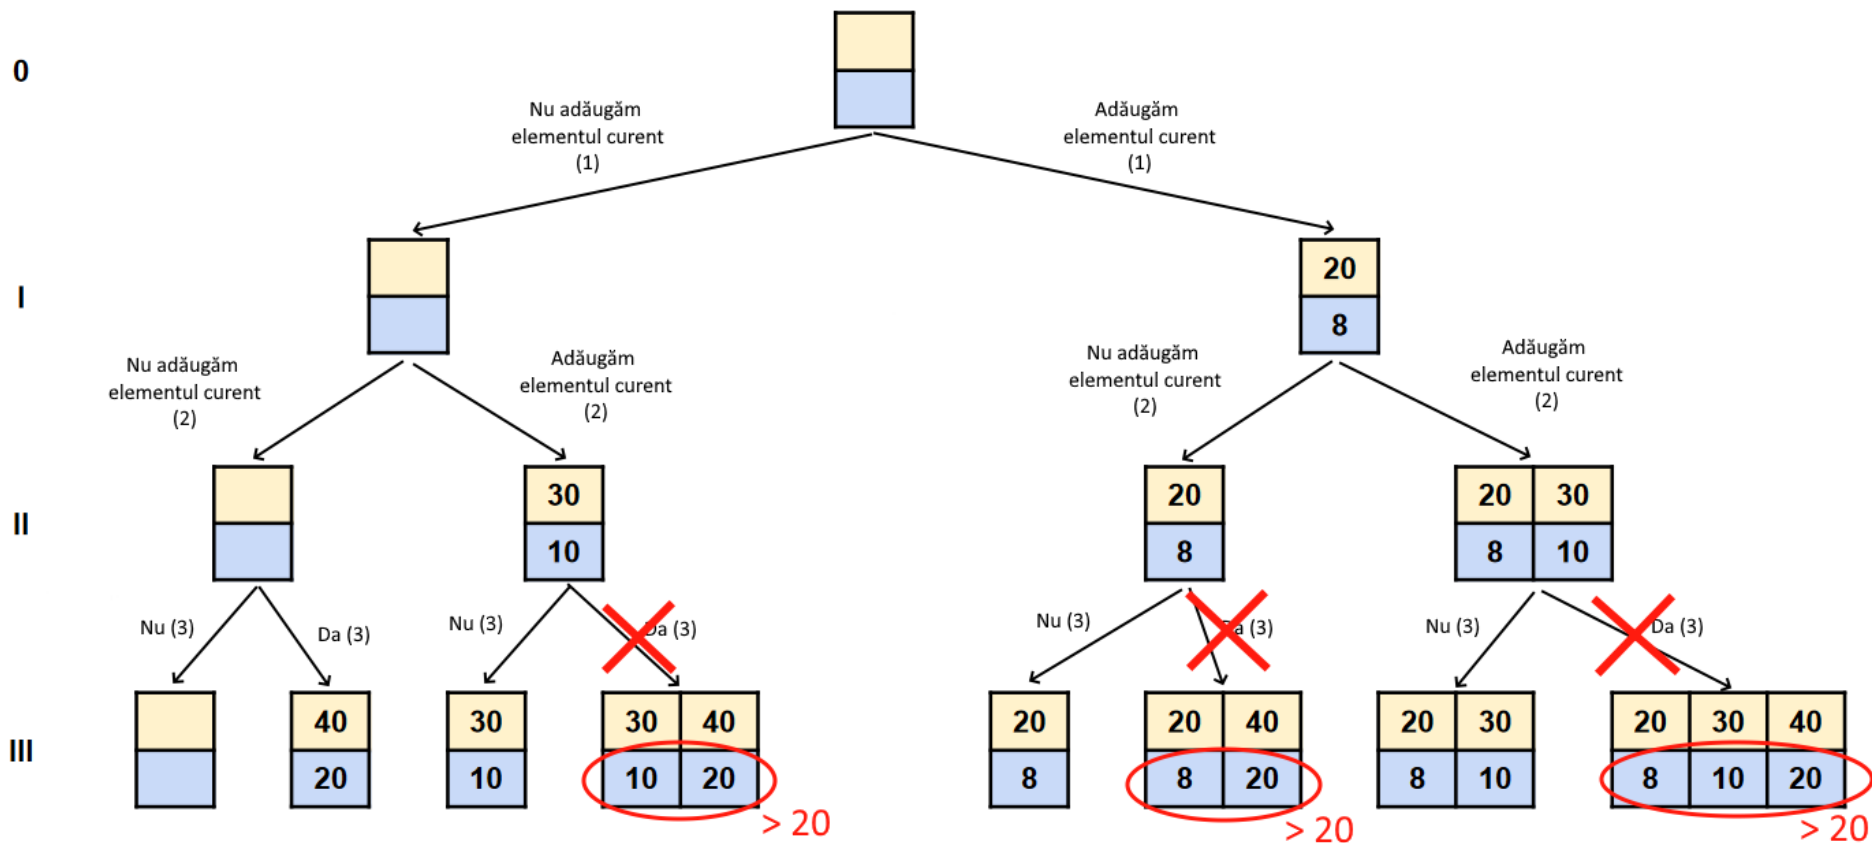 0
Nu adăugăm
elementul curent
(1)
Adăugăm
elementul curent
(1)
I
20
8
Nu adăugăm
elementul curent
(2)
Adăugăm
elementul curent
(2)
Nu adăugăm
elementul curent
(2)
Adăugăm
elementul curent
(2)
II
30
10
20
8
20 30
8 10
Nu (3)
Da (3)
Nu (3)
Da (3)
Nu (3)
Da (3)
Nu (3)
Da (3)
III
40
20
30
10
30 40
10 20
> 20
20
8
20 40
8 20
> 20
20 30
8 10
20 30 40
8 10 20
> 20